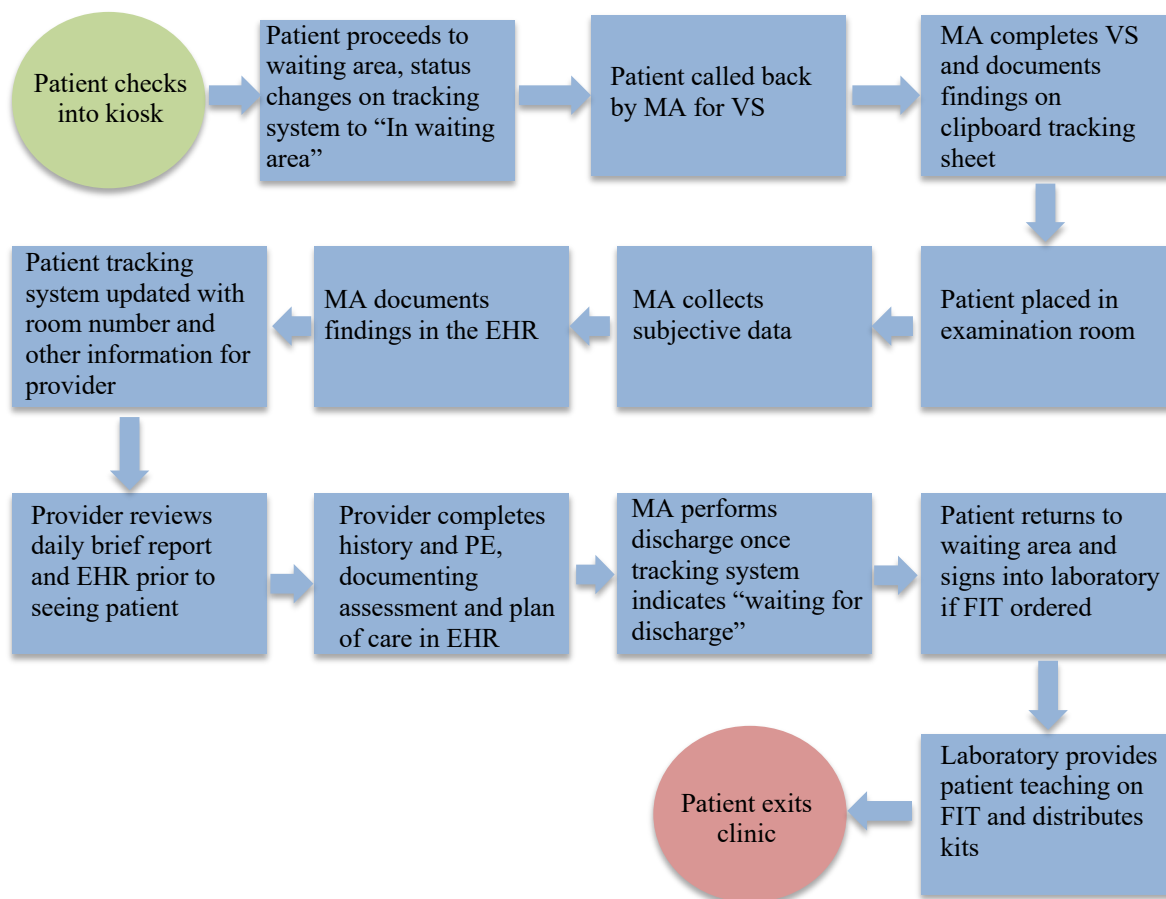 Patient checks
into kiosk
Patient proceeds to
waiting area, status
changes on tracking
system to “In waiting
area”
Patient called back
by MA for VS
MA completes VS
and documents
findings on
clipboard tracking
sheet
Patient placed in
examination room
MA collects
subjective data
MA documents
findings in the EHR
Patient tracking
system updated with
room number and
other information for
provider
Provider reviews
daily brief report
and EHR prior to
seeing patient
Provider completes
history and PE,
documenting
assessment and plan
of care in EHR
MA performs
discharge once
tracking system
indicates “waiting for
discharge”
Patient returns to
waiting area and
signs into laboratory
if FIT ordered
Laboratory provides
patient teaching on
FIT and distributes
kits
Patient exits
clinic